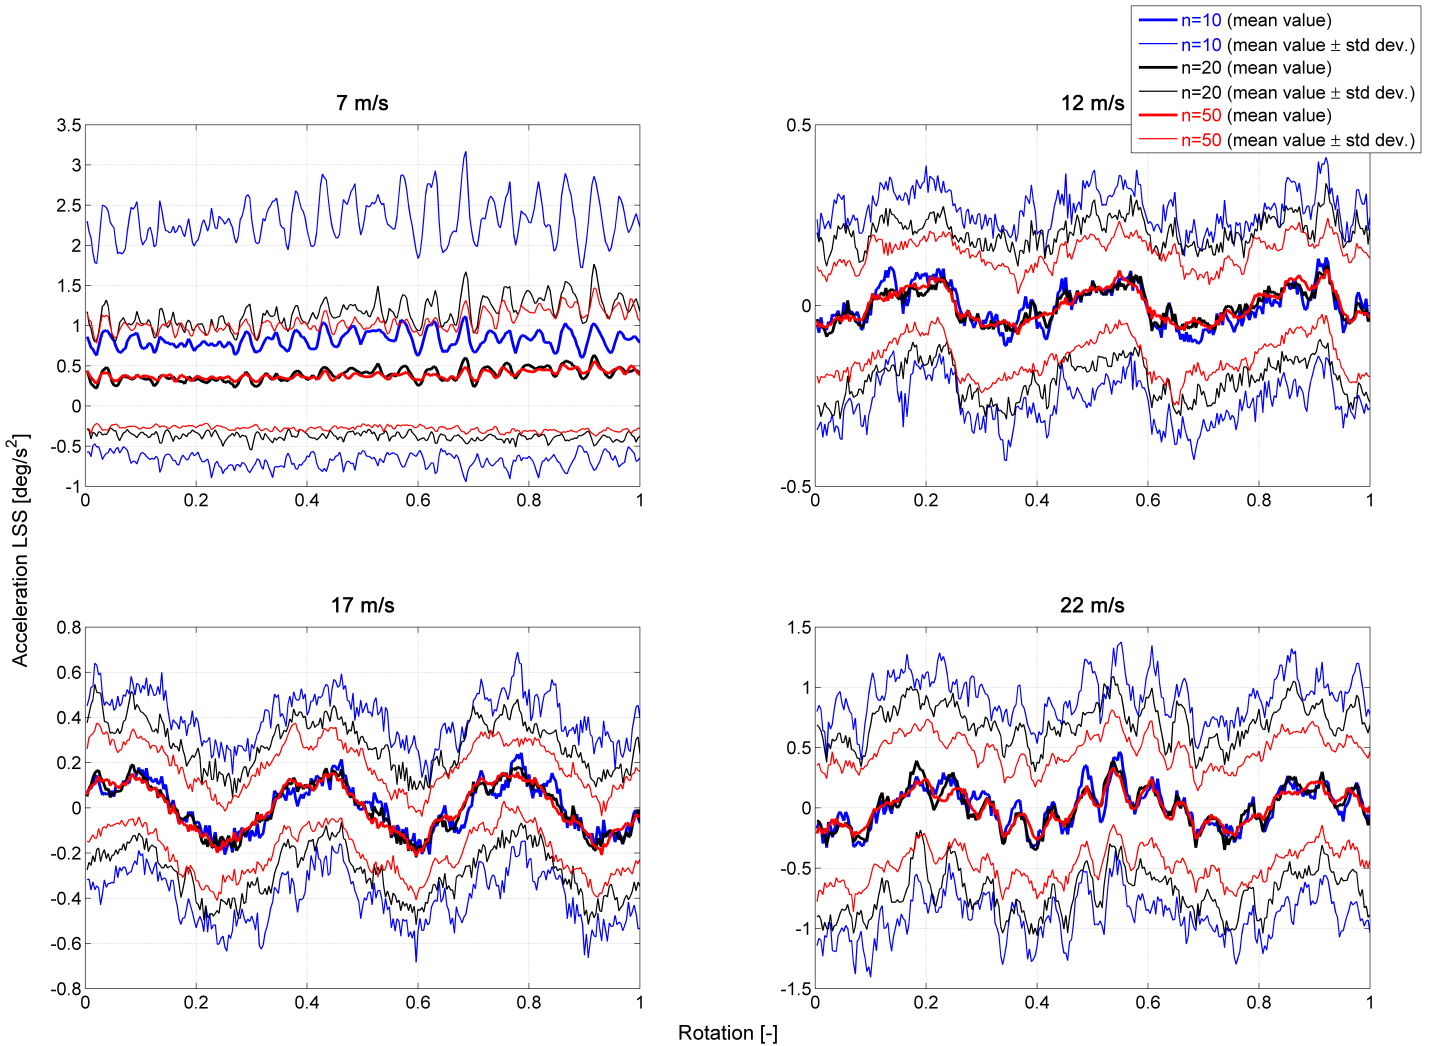 n=10 (mean value)
n=10 (mean value ± std dev.)
n=20 (mean value)
n=20 (mean value ± std dev.)
n=50 (mean value)
n=50 (mean value ± std dev.)
7 m/s
12 m/s
3.5
3
2.5
2
1.5
1
0.5
0
-0.5
-1
0 0.2 0.4 0.6 0.8 1
0.5
0
-0.5
0 0.2 0.4 0.6 0.8 1
Acceleration LSS [deg/s²]
17 m/s
22 m/s
0.8
0.6
0.4
0.2
0
-0.2
-0.4
-0.6
-0.8
0 0.2 0.4 0.6 0.8 1
1.5
1
0.5
0
-0.5
-1
-1.5
0 0.2 0.4 0.6 0.8 1
Rotation [-]